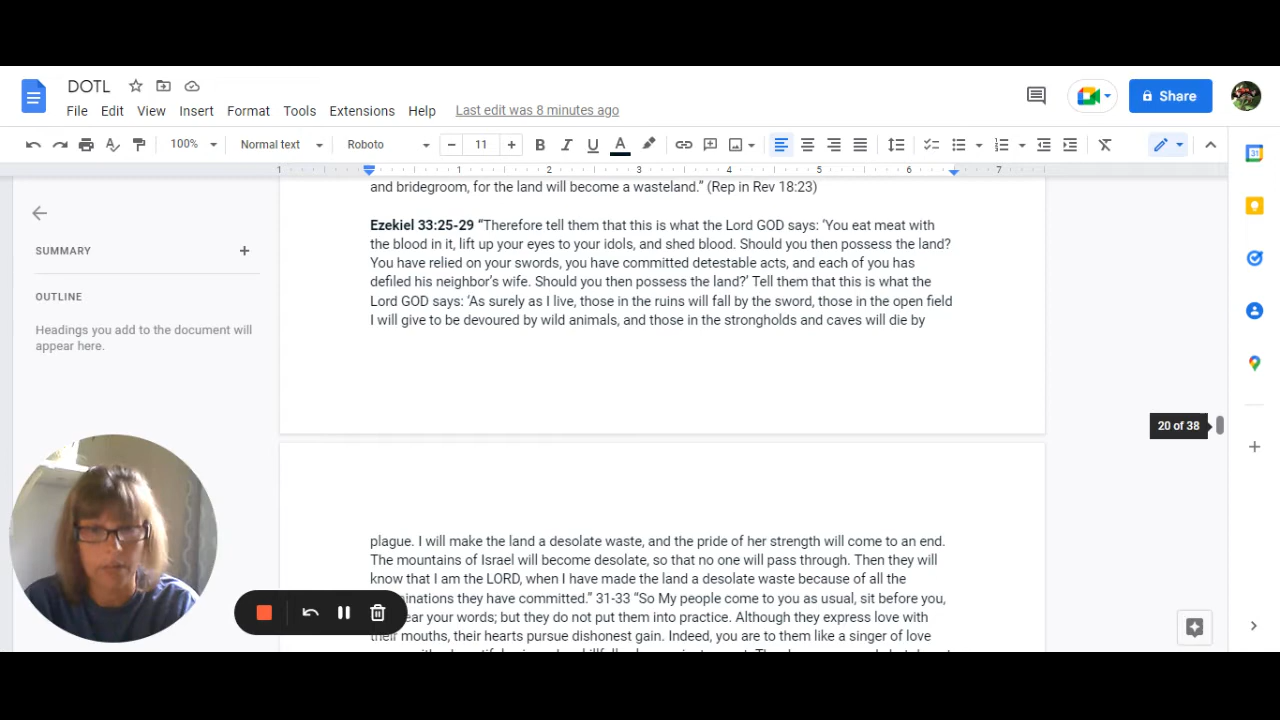 DOTL
File Edit View Insert Format Tools Extensions Help Last edit was 8 minutes ago
Share
100% Normal text Roboto 11
1 1 2 3 4 5 6 7
and bridegroom, for the land will become a wasteland.” (Rep in Rev 18:23)
SUMMARY
OUTLINE
Headings you add to the document will
appear here.
Ezekiel 33:25-29 “Therefore tell them that this is what the Lord GOD says: ‘You eat meat with
the blood in it, lift up your eyes to your idols, and shed blood. Should you then possess the land?
You have relied on your swords, you have committed detestable acts, and each of you has
defiled his neighbor’s wife. Should you then possess the land?’ Tell them that this is what the
Lord GOD says: ‘As surely as I live, those in the ruins will fall by the sword, those in the open field
I will give to be devoured by wild animals, and those in the strongholds and caves will die by
20 of 38
plague. I will make the land a desolate waste, and the pride of her strength will come to an end.
The mountains of Israel will become desolate, so that no one will pass through. Then they will
know that I am the LORD, when I have made the land a desolate waste because of all the
they have committed.” 31-33 “So My people come to you as usual, sit before you,
your words; but they do not put them into practice. Although they express love with
their mouths, their hearts pursue dishonest gain. Indeed, you are to them like a singer of love
31